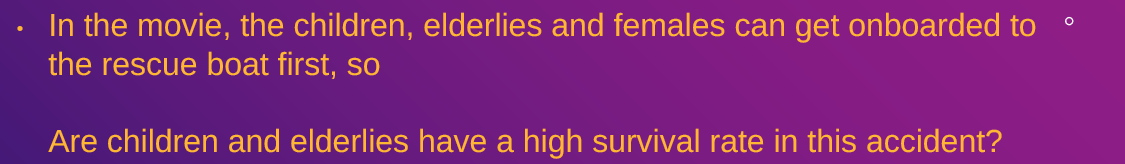 • In the movie, the children, elderlies and females can get onboarded to
the rescue boat first, so
Are children and elderlies have a high survival rate in this accident?